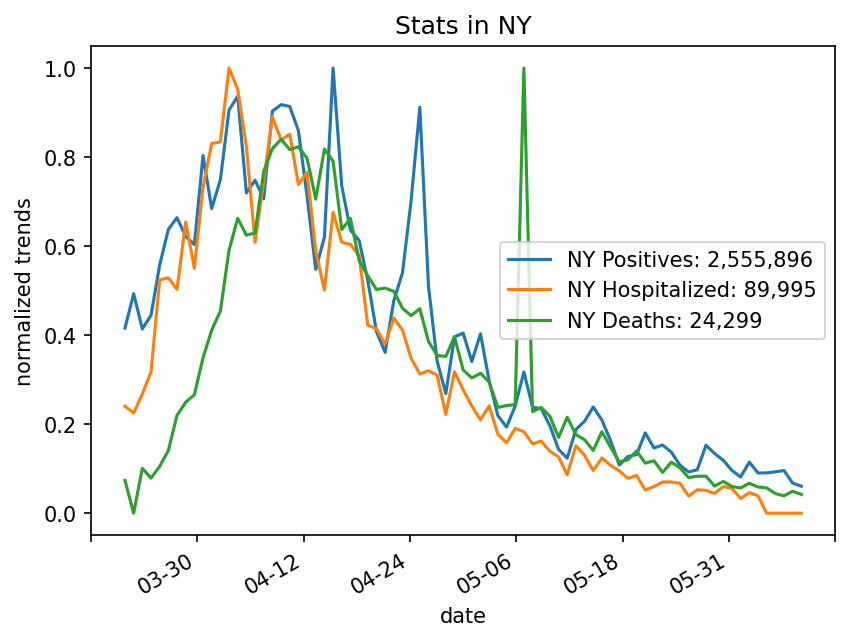 Stats in NY
1.0
0.8
0.6
0.4
0.2
0.0
normalized trends
NY Positives: 2,555,896
NY Hospitalized: 89,995
NY Deaths: 24,299
03-30
04-12
04-24
05-06
05-18
05-31
date